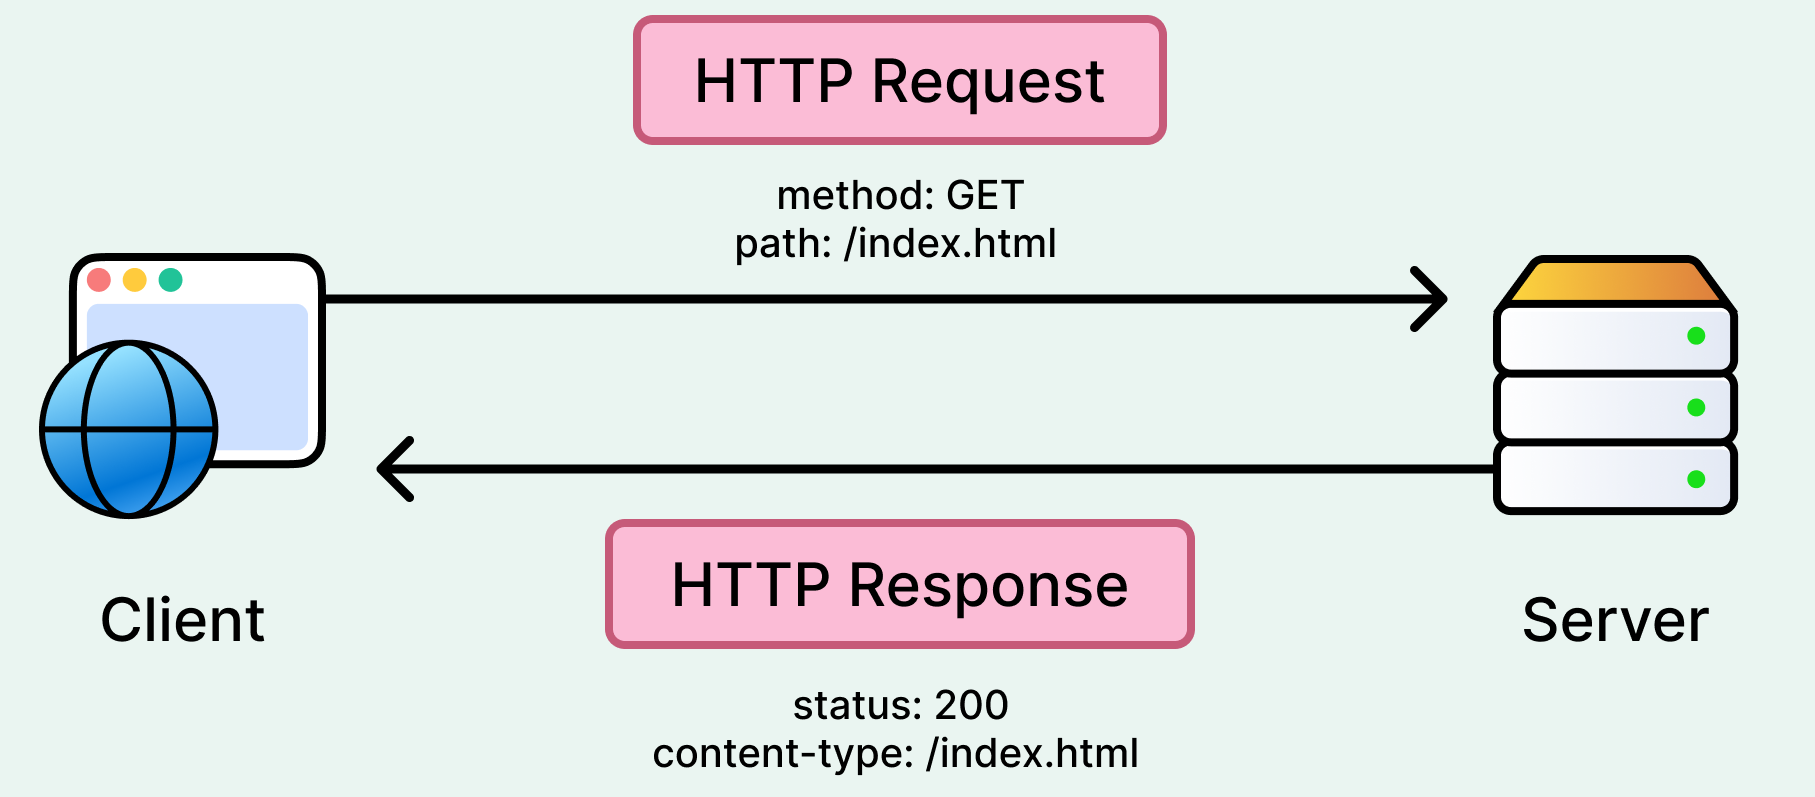 HTTP Request
method: GET
path: /index.html
Client
Server
HTTP Response
status: 200
content-type: /index.html